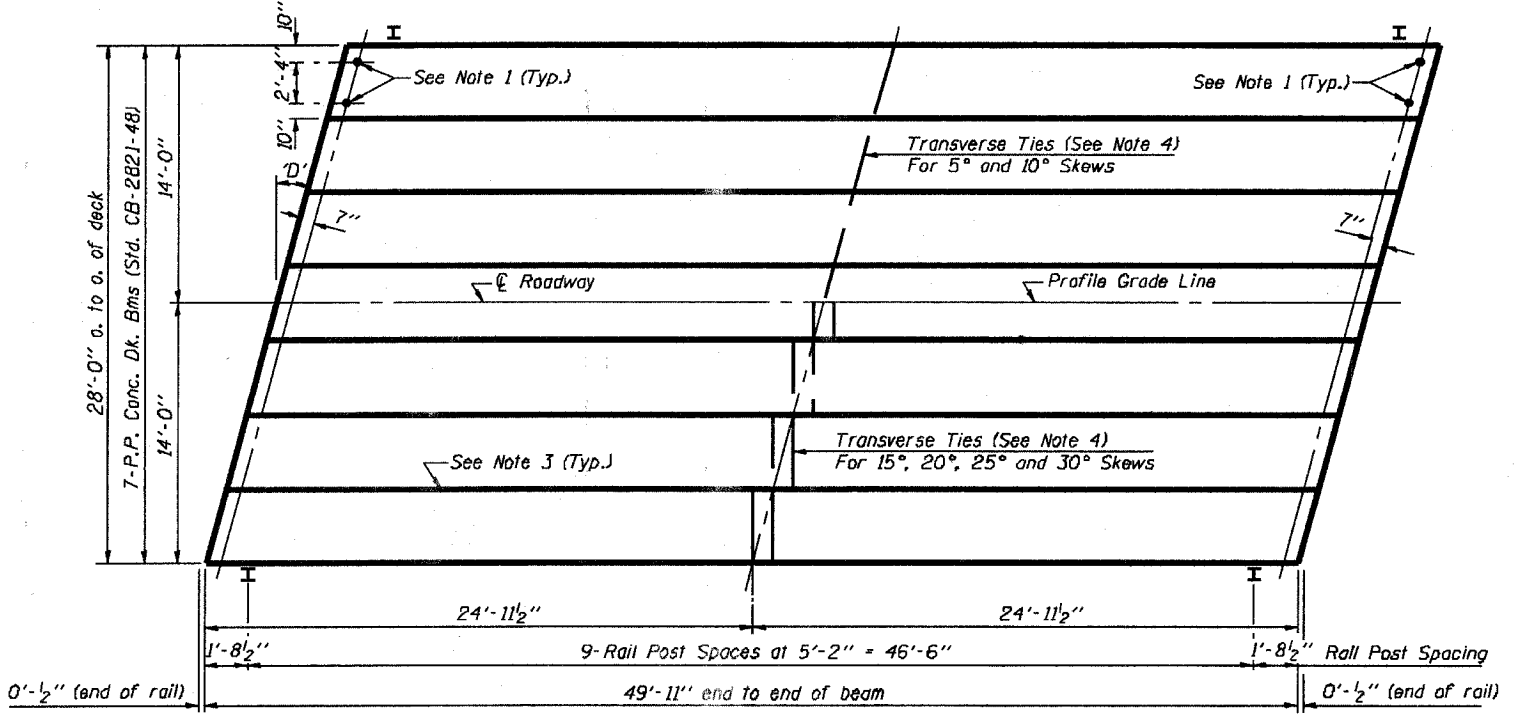 10"
2'-4"
10"
See Note 1 (Typ.)
See Note 1 (Typ.)
Transverse Ties (See Note 4)
For 5° and 10° Skews
28'-0" o. to o. of deck
7-P.P. Conc. Dk. Bms (Std. CB-2821-48)
14'-0"
14'-0"
D'
7"
7"
℄ Roadway
Profile Grade Line
Transverse Ties (See Note 4)
For 15°, 20°, 25° and 30° Skews
See Note 3 (Typ.)
24'-11½"
24'-11½"
1'-8½"
9-Rail Post Spaces at 5'-2" = 46'-6"
1'-8½" Rail Post Spacing
0'-½" (end of rail)
49'-11" end to end of beam
0'-½" (end of rail)